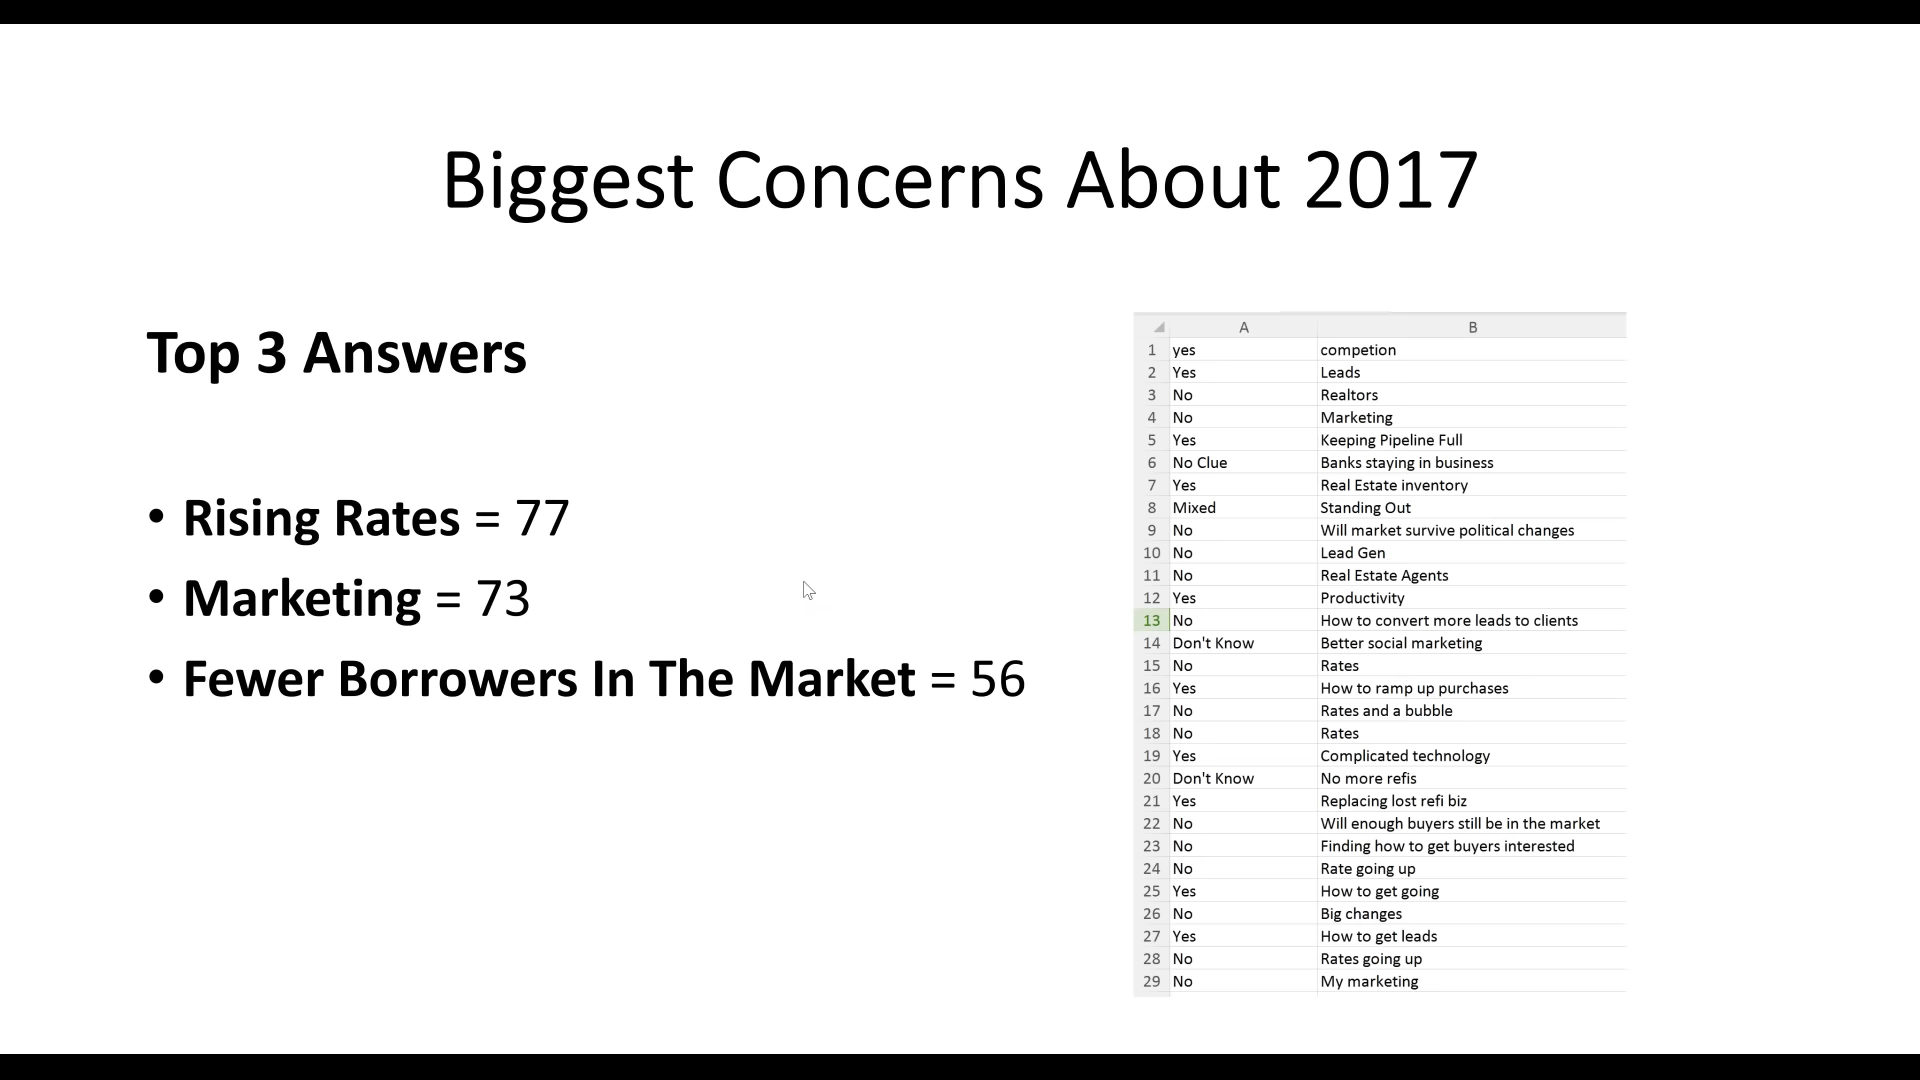 Biggest Concerns About 2017
Top 3 Answers
• Rising Rates = 77
• Marketing = 73
• Fewer Borrowers In The Market = 56
A B
1 yes competion
2 Yes Leads
3 No Realtors
4 No Marketing
5 Yes Keeping Pipeline Full
6 No Clue Banks staying in business
7 Yes Real Estate inventory
8 Mixed Standing Out
9 No Will market survive political changes
10 No Lead Gen
11 No Real Estate Agents
12 Yes Productivity
13 No How to convert more leads to clients
14 Don't Know Better social marketing
15 No Rates
16 Yes How to ramp up purchases
17 No Rates and a bubble
18 No Rates
19 Yes Complicated technology
20 Don't Know No more refis
21 Yes Replacing lost refi biz
22 No Will enough buyers still be in the market
23 No Finding how to get buyers interested
24 No Rate going up
25 Yes How to get going
26 No Big changes
27 Yes How to get leads
28 No Rates going up
29 No My marketing